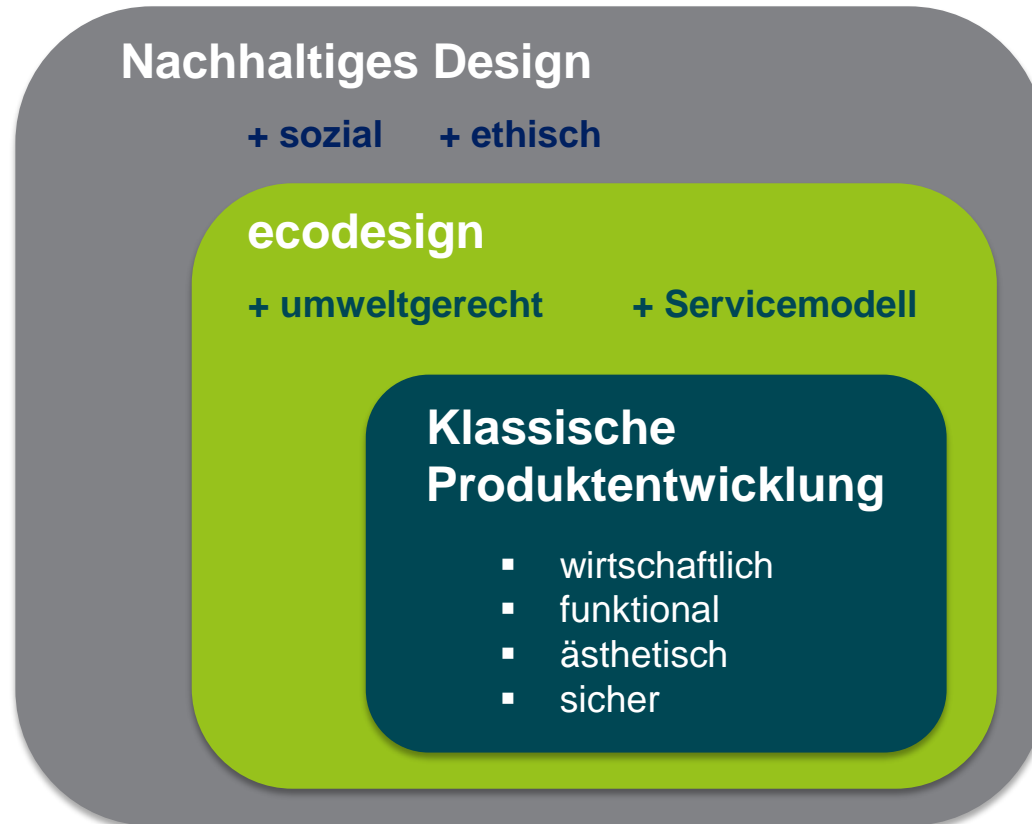 Nachhaltiges Design
+ sozial + ethisch
ecodesign
+ umweltgerecht + Servicemodell
Klassische
Produktentwicklung
▪ wirtschaftlich
▪ funktional
▪ ästhetisch
▪ sicher